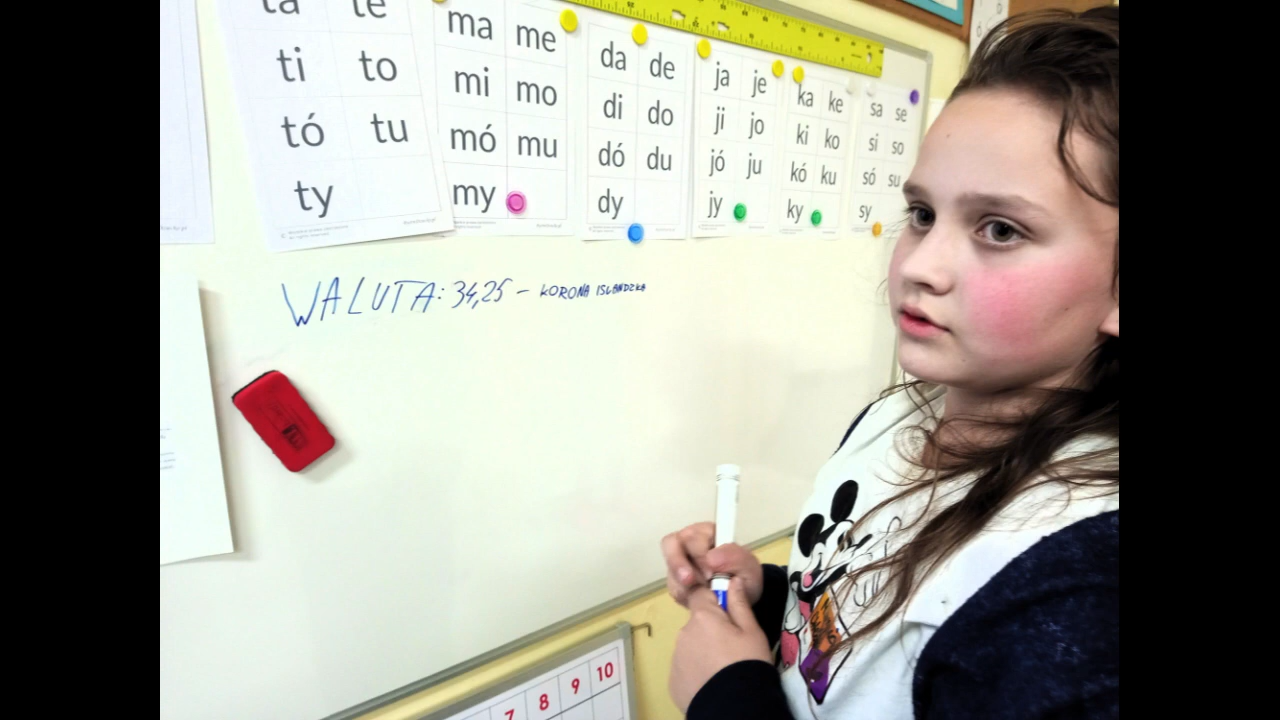 ta te
ti to
tó tu
ty
ma me
mi mo
mó mu
my
da de
di do
dó du
dy
ja je
ji jo
jó ju
jy
ka ke
ki ko
kó ku
ky
sa se
si so
só su
sy
WALUTA: 34,25 – KORONA ISLANDZKA
7 8 9 10